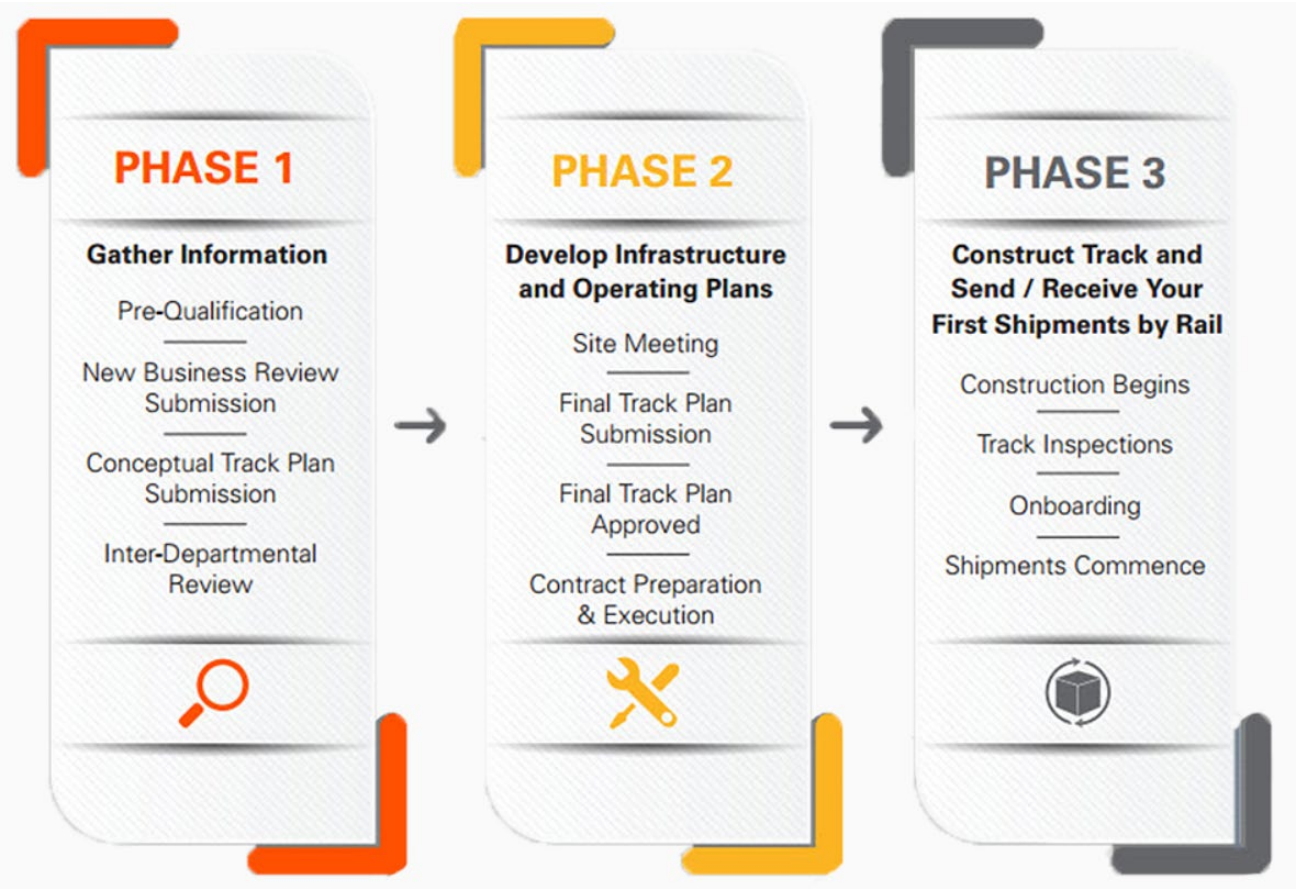 PHASE 1
Gather Information
Pre-Qualification
New Business Review
Submission
Conceptual Track Plan
Submission
Inter-Departmental
Review
PHASE 2
Develop Infrastructure
and Operating Plans
Site Meeting
Final Track Plan
Submission
Final Track Plan
Approved
Contract Preparation
& Execution
PHASE 3
Construct Track and
Send / Receive Your
First Shipments by Rail
Construction Begins
Track Inspections
Onboarding
Shipments Commence